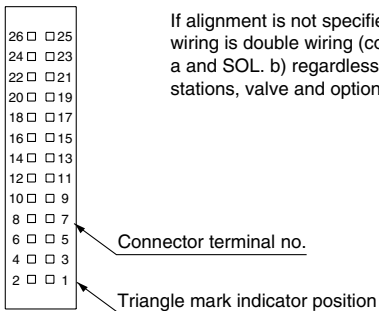 If alignment is not specifie
wiring is double wiring (co
a and SOL. b) regardless
stations, valve and option
26 25
24 23
22 21
20 19
18 17
16 15
14 13
12 11
10 9
8 7
6 5
4 3
2 1
Connector terminal no.
Triangle mark indicator position